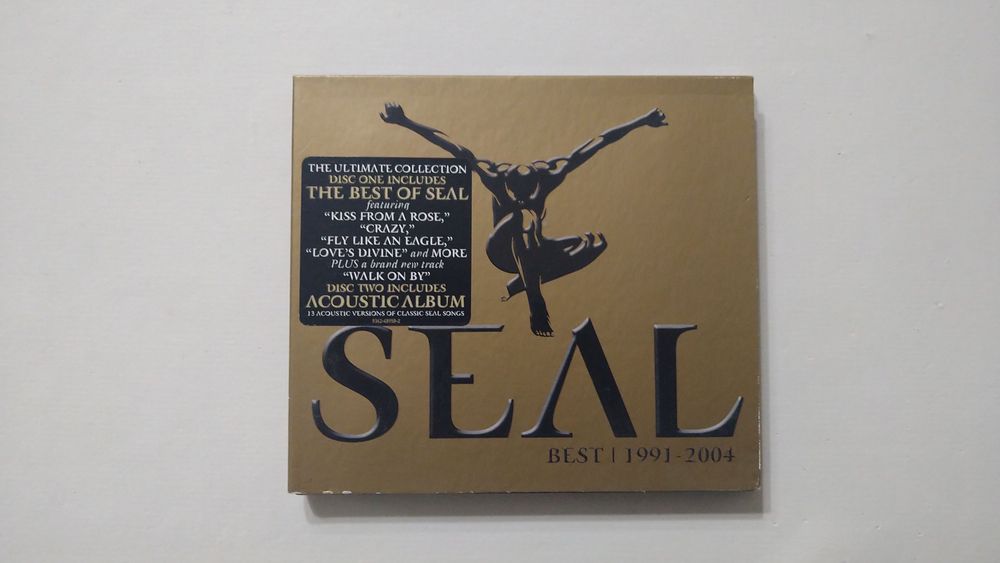 THE ULTIMATE COLLECTION
DISC ONE INCLUDES
THE BEST OF SEAL
featuring
"KISS FROM A ROSE,"
"CRAZY,"
"FLY LIKE AN EAGLE,"
"LOVE'S DIVINE" and MORE
PLUS a brand new track
"WALK ON BY"
DISC TWO INCLUDES
ACOUSTIC ALBUM
13 ACOUSTIC VERSIONS OF CLASSIC SEAL SONGS
SEAL
BEST | 1991-2004